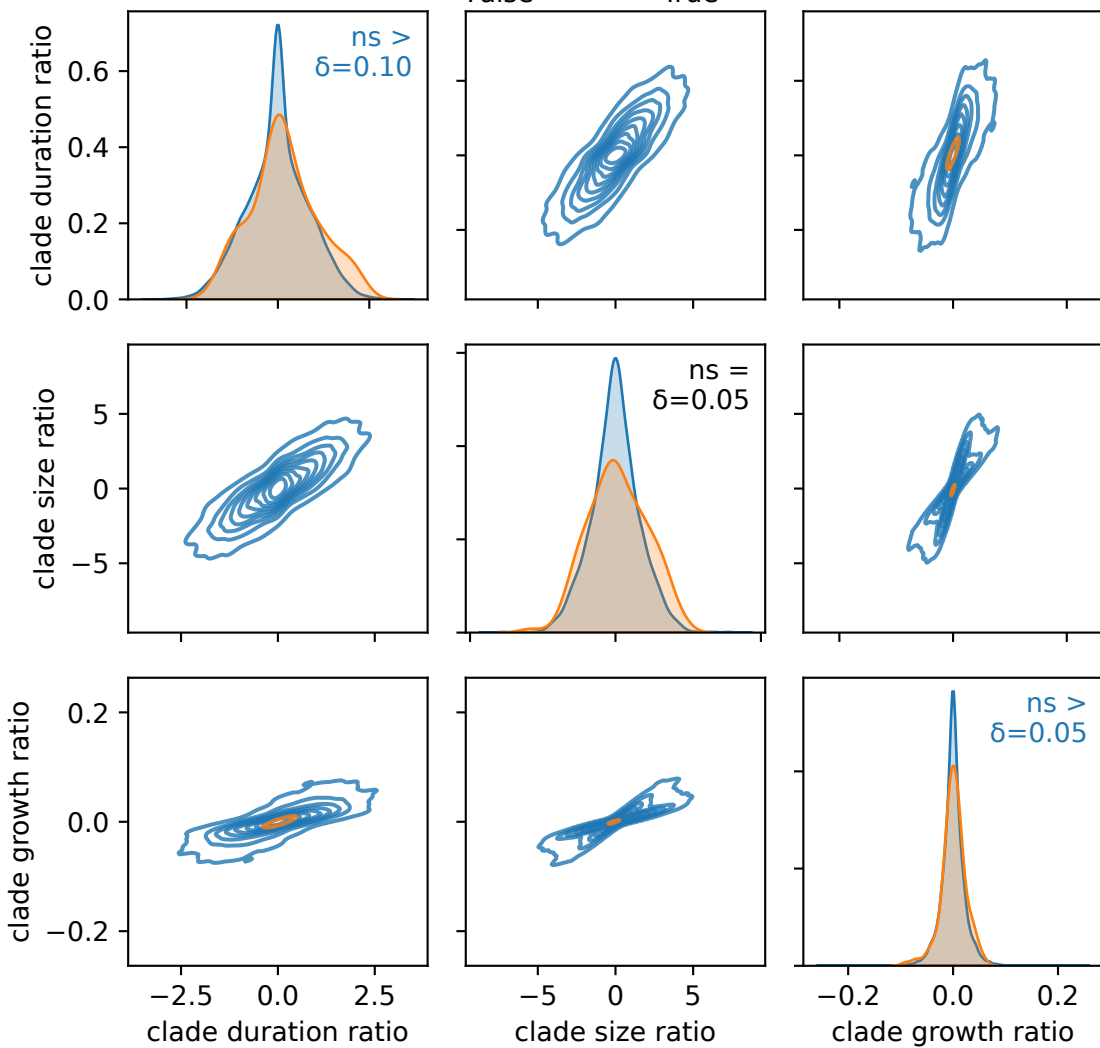 clade duration ratio
0.6
0.4
0.2
0.0
ns >
δ=0.10
clade size ratio
5
0
−5
ns =
δ=0.05
clade growth ratio
0.2
0.0
−0.2
ns >
δ=0.05
−2.5 0.0 2.5
−5 0 5
−0.2 0.0 0.2
clade duration ratio
clade size ratio
clade growth ratio